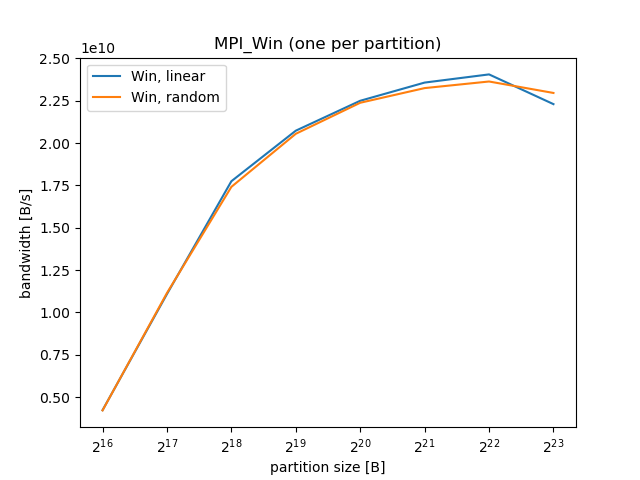 MPI_Win (one per partition)
1e10
Win, linear
Win, random
2.50
2.25
2.00
1.75
1.50
1.25
1.00
0.75
0.50
bandwidth [B/s]
2^16 2^17 2^18 2^19 2^20 2^21 2^22 2^23
partition size [B]